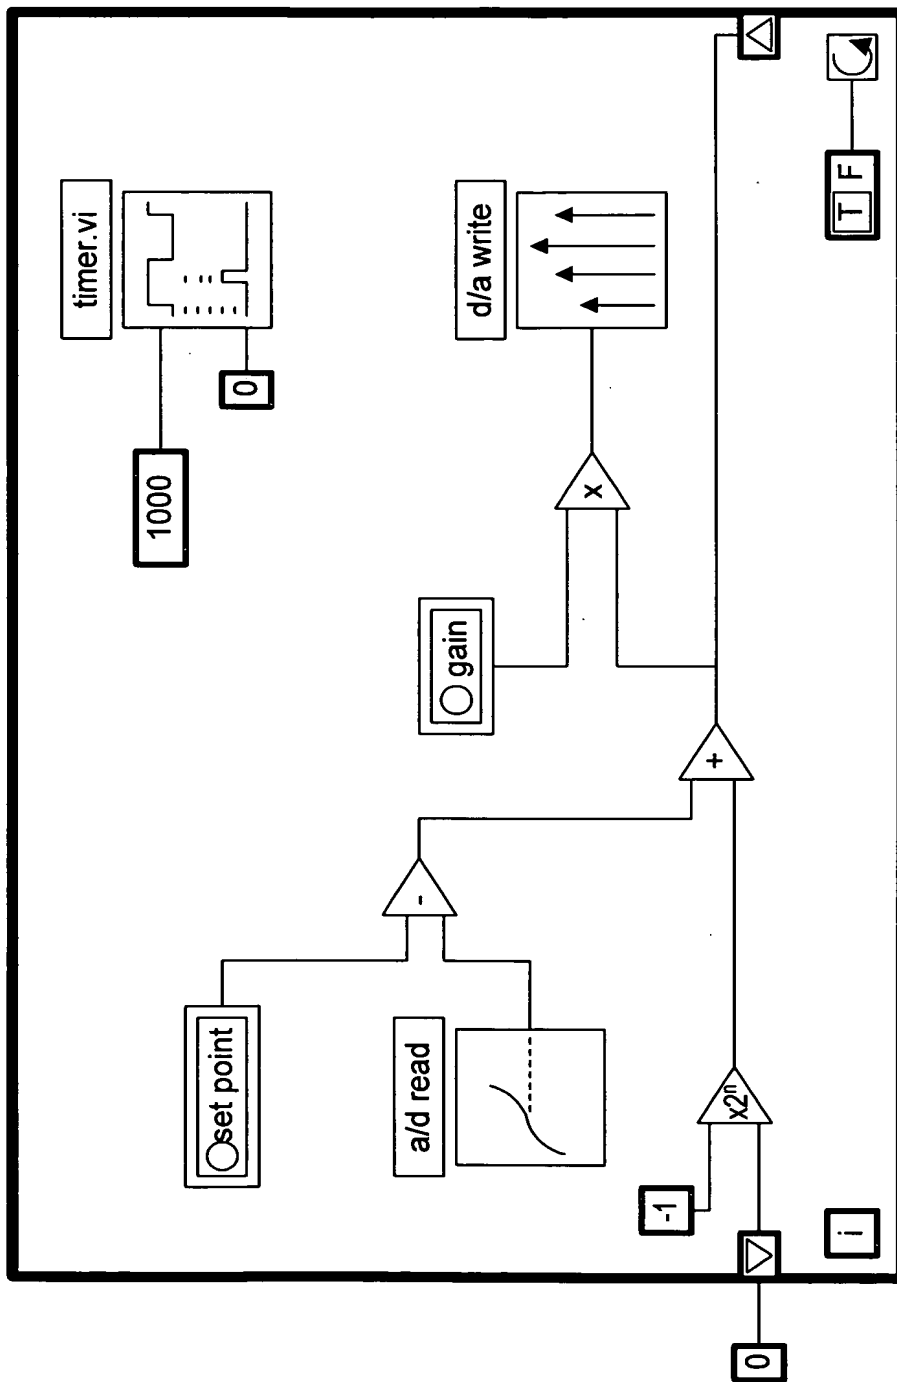 timer.vi
1000
0
d/a write
gain
x
set point
-
a/d read
+
-1
x2ⁿ
0
i
T F